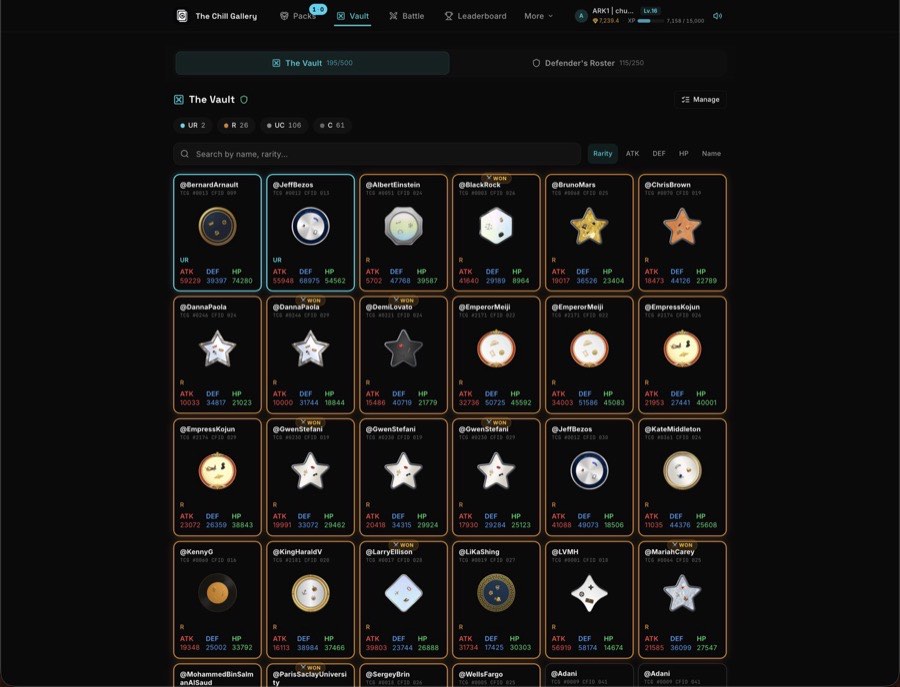 The Chill Gallery
Packs
1 0
Vault
Battle
Leaderboard
More
A
ARK1 | chu...
Lv.16
7,239.4
XP
7,158 / 10,000
The Vault 195/500
Defender's Roster 115/250
The Vault
Manage
UR 2
R 26
UC 106
C 61
Search by name, rarity...
Rarity
ATK
DEF
HP
Name
@BernardArnault
UR
ATK DEF HP
59229 39397 74280
@JeffBezos
UR
ATK DEF HP
55948 68975 54562
@AlbertEinstein
R
ATK DEF HP
5702 47768 39587
WON
@BlackRock
R
ATK DEF HP
41640 29189 8964
@BrunoMars
R
ATK DEF HP
19017 36526 23404
@ChrisBrown
R
ATK DEF HP
18473 44126 22789
@DannaPaola
R
ATK DEF HP
10033 34817 21023
WON
@DannaPaola
R
ATK DEF HP
10000 31744 18844
WON
@DemiLovato
R
ATK DEF HP
15486 40719 21779
@EmperorMeiji
R
ATK DEF HP
32736 50725 45592
@EmperorMeiji
R
ATK DEF HP
34003 51586 45083
@EmpressKojun
R
ATK DEF HP
21953 27441 40001
@EmpressKojun
R
ATK DEF HP
23072 26359 38843
WON
@GwenStefani
R
ATK DEF HP
19991 33072 29462
@GwenStefani
R
ATK DEF HP
20418 34315 29924
WON
@GwenStefani
R
ATK DEF HP
17930 29284 25123
@JeffBezos
R
ATK DEF HP
41088 49073 18506
@KateMiddleton
R
ATK DEF HP
11035 44376 25608
@KennyG
R
ATK DEF HP
19348 25002 33792
@KingHaraldV
R
ATK DEF HP
16113 38984 37466
WON
@LarryEllison
R
ATK DEF HP
39803 23744 26888
@LiKaShing
R
ATK DEF HP
31734 17425 30303
@LVMH
R
ATK DEF HP
56919 58174 14674
WON
@MariahCarey
R
ATK DEF HP
21585 36099 27547
@MohammedBinSalm
anAlSaud
WON
@ParisSaclayUniversi
ty
@SergeyBrin
@WellsFargo
@Adani
@Adani